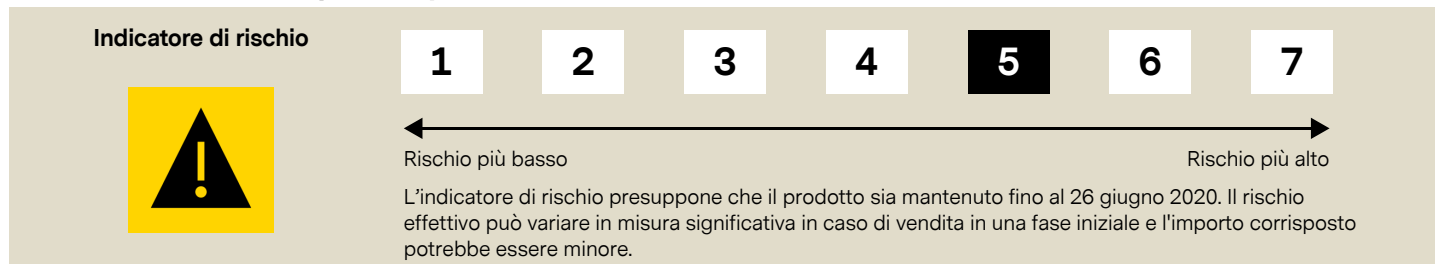 Indicatore di rischio
1 2 3 4 5 6 7
Rischio più basso Rischio più alto
L'indicatore di rischio presuppone che il prodotto sia mantenuto fino al 26 giugno 2020. Il rischio
effettivo può variare in misura significativa in caso di vendita in una fase iniziale e l'importo corrisposto
potrebbe essere minore.